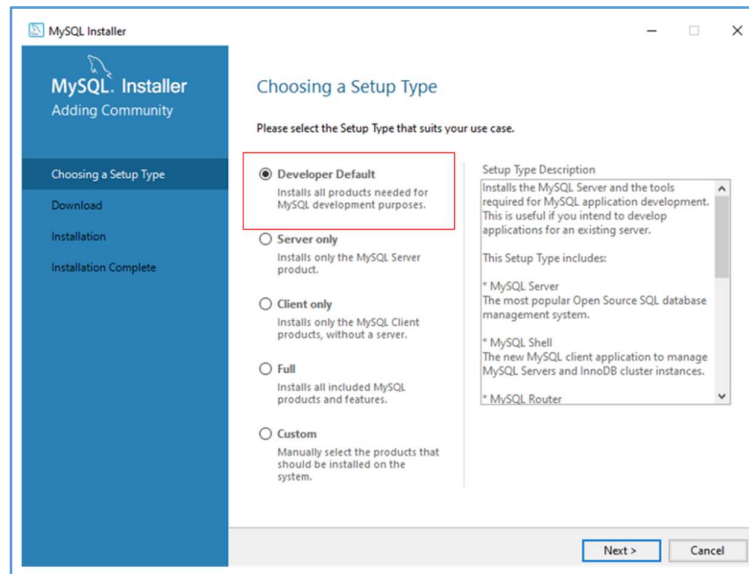 MySQL Installer
MySQL. Installer
Adding Community
Choosing a Setup Type
Download
Installation
Installation Complete
Choosing a Setup Type
Please select the Setup Type that suits your use case.
Developer Default
Installs all products needed for
MySQL development purposes.
Server only
Installs only the MySQL Server
product.
Client only
Installs only the MySQL Client
products, without a server.
Full
Installs all included MySQL
products and features.
Custom
Manually select the products that
should be installed on the
system.
Setup Type Description
Installs the MySQL Server and the tools
required for MySQL application development.
This is useful if you intend to develop
applications for an existing server.
This Setup Type includes:
* MySQL Server
The most popular Open Source SQL database
management system.
* MySQL Shell
The new MySQL client application to manage
MySQL Servers and InnoDB cluster instances.
* MySQL Router
Next >
Cancel